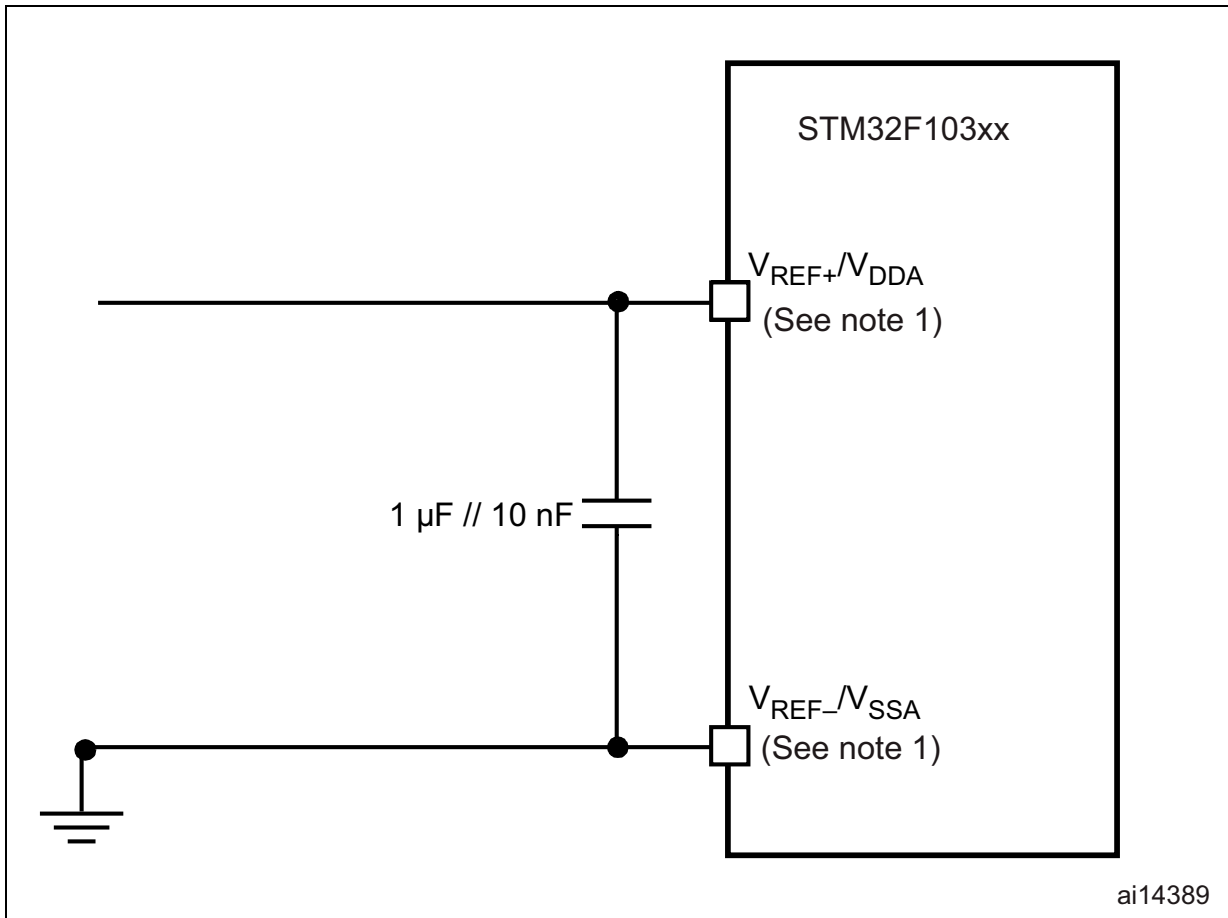 STM32F103xx
VREF+/VDDA
(See note 1)
1 µF // 10 nF
VREF–/VSSA
(See note 1)
ai14389